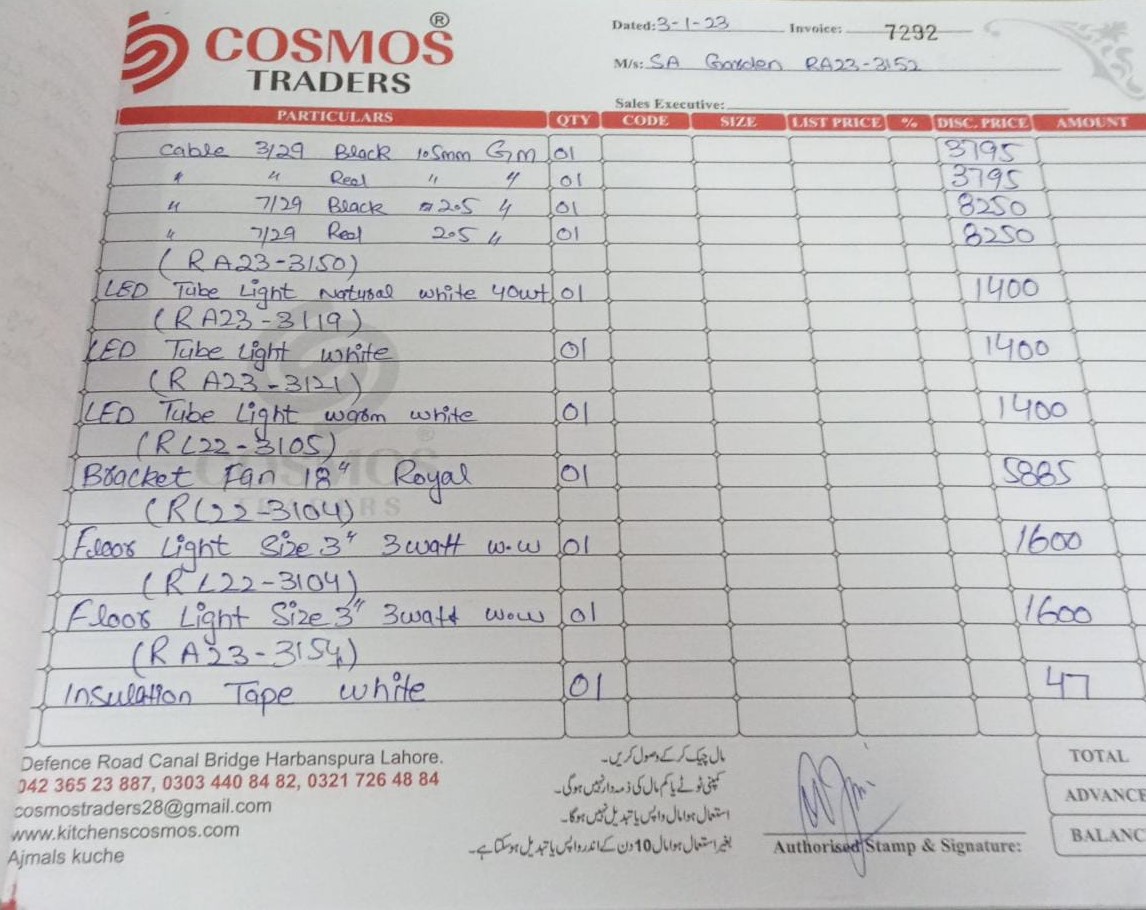 ®
COSMOS
TRADERS
Dated: 3-1-23 Invoice: 7292
M/s: SA Garden RA23-3152
Sales Executive:
PARTICULARS QTY CODE SIZE LIST PRICE % DISC. PRICE AMOUNT
Cable 3/29 Black 1.5mm Gm 01 3795
" " Red " " 01 3795
" 7/29 Black 2.5 " 01 8250
" 7/29 Red 2.5 " 01 8250
(RA23-3150)
LED Tube Light Natural white 40wt 01 1400
(RA23-3119)
LED Tube Light white 01 1400
(RA23-3121)
LED Tube Light warm white 01 1400
(RL22-3105)
Bracket Fan 18" Royal 01 5885
(RL22-3104)
Floor Light Size 3" 3watt w.w 01 1600
(RL22-3104)
Floor Light Size 3" 3watt w.w 01 1600
(RA23-3154)
Insulation Tape white 01 47
COSMOS
TRADERS
Defence Road Canal Bridge Harbanspura Lahore.
042 365 23 887, 0303 440 84 82, 0321 726 48 84
cosmostraders28@gmail.com
www.kitchenscosmos.com
Ajmals kuche
مال چیک کر کے وصول کریں۔
کمپنی ٹوٹے یا کم مال کی ذمہ دار نہیں ہوگی۔
استعمال ہوا مال واپس یا تبدیل نہیں ہوگا۔
بغیر استعمال ہوا مال 10 دن کے اندر واپس یا تبدیل ہوسکتا ہے۔
Authorised Stamp & Signature:
TOTAL
ADVANCE
BALANC